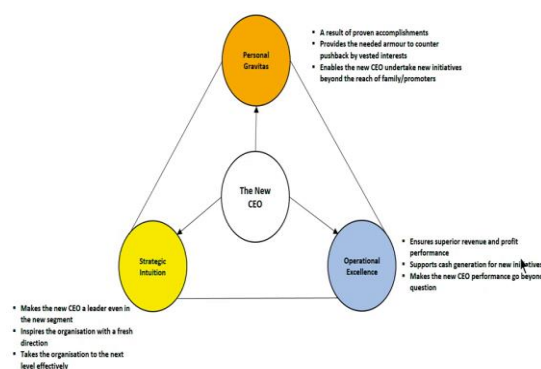 Personal
Gravitas
▪ A result of proven accomplishments
▪ Provides the needed armour to counter
pushback by vested interests
▪ Enables the new CEO undertake new initiatives
beyond the reach of family/promoters
The New
CEO
Strategic
Intuition
Operational
Excellence
▪ Ensures superior revenue and profit
performance
▪ Supports cash generation for new initiatives
▪ Makes the new CEO performance go beyond
question
▪ Makes the new CEO a leader even in
the new segment
▪ Inspires the organisation with a fresh
direction
▪ Takes the organisation to the next
level effectively